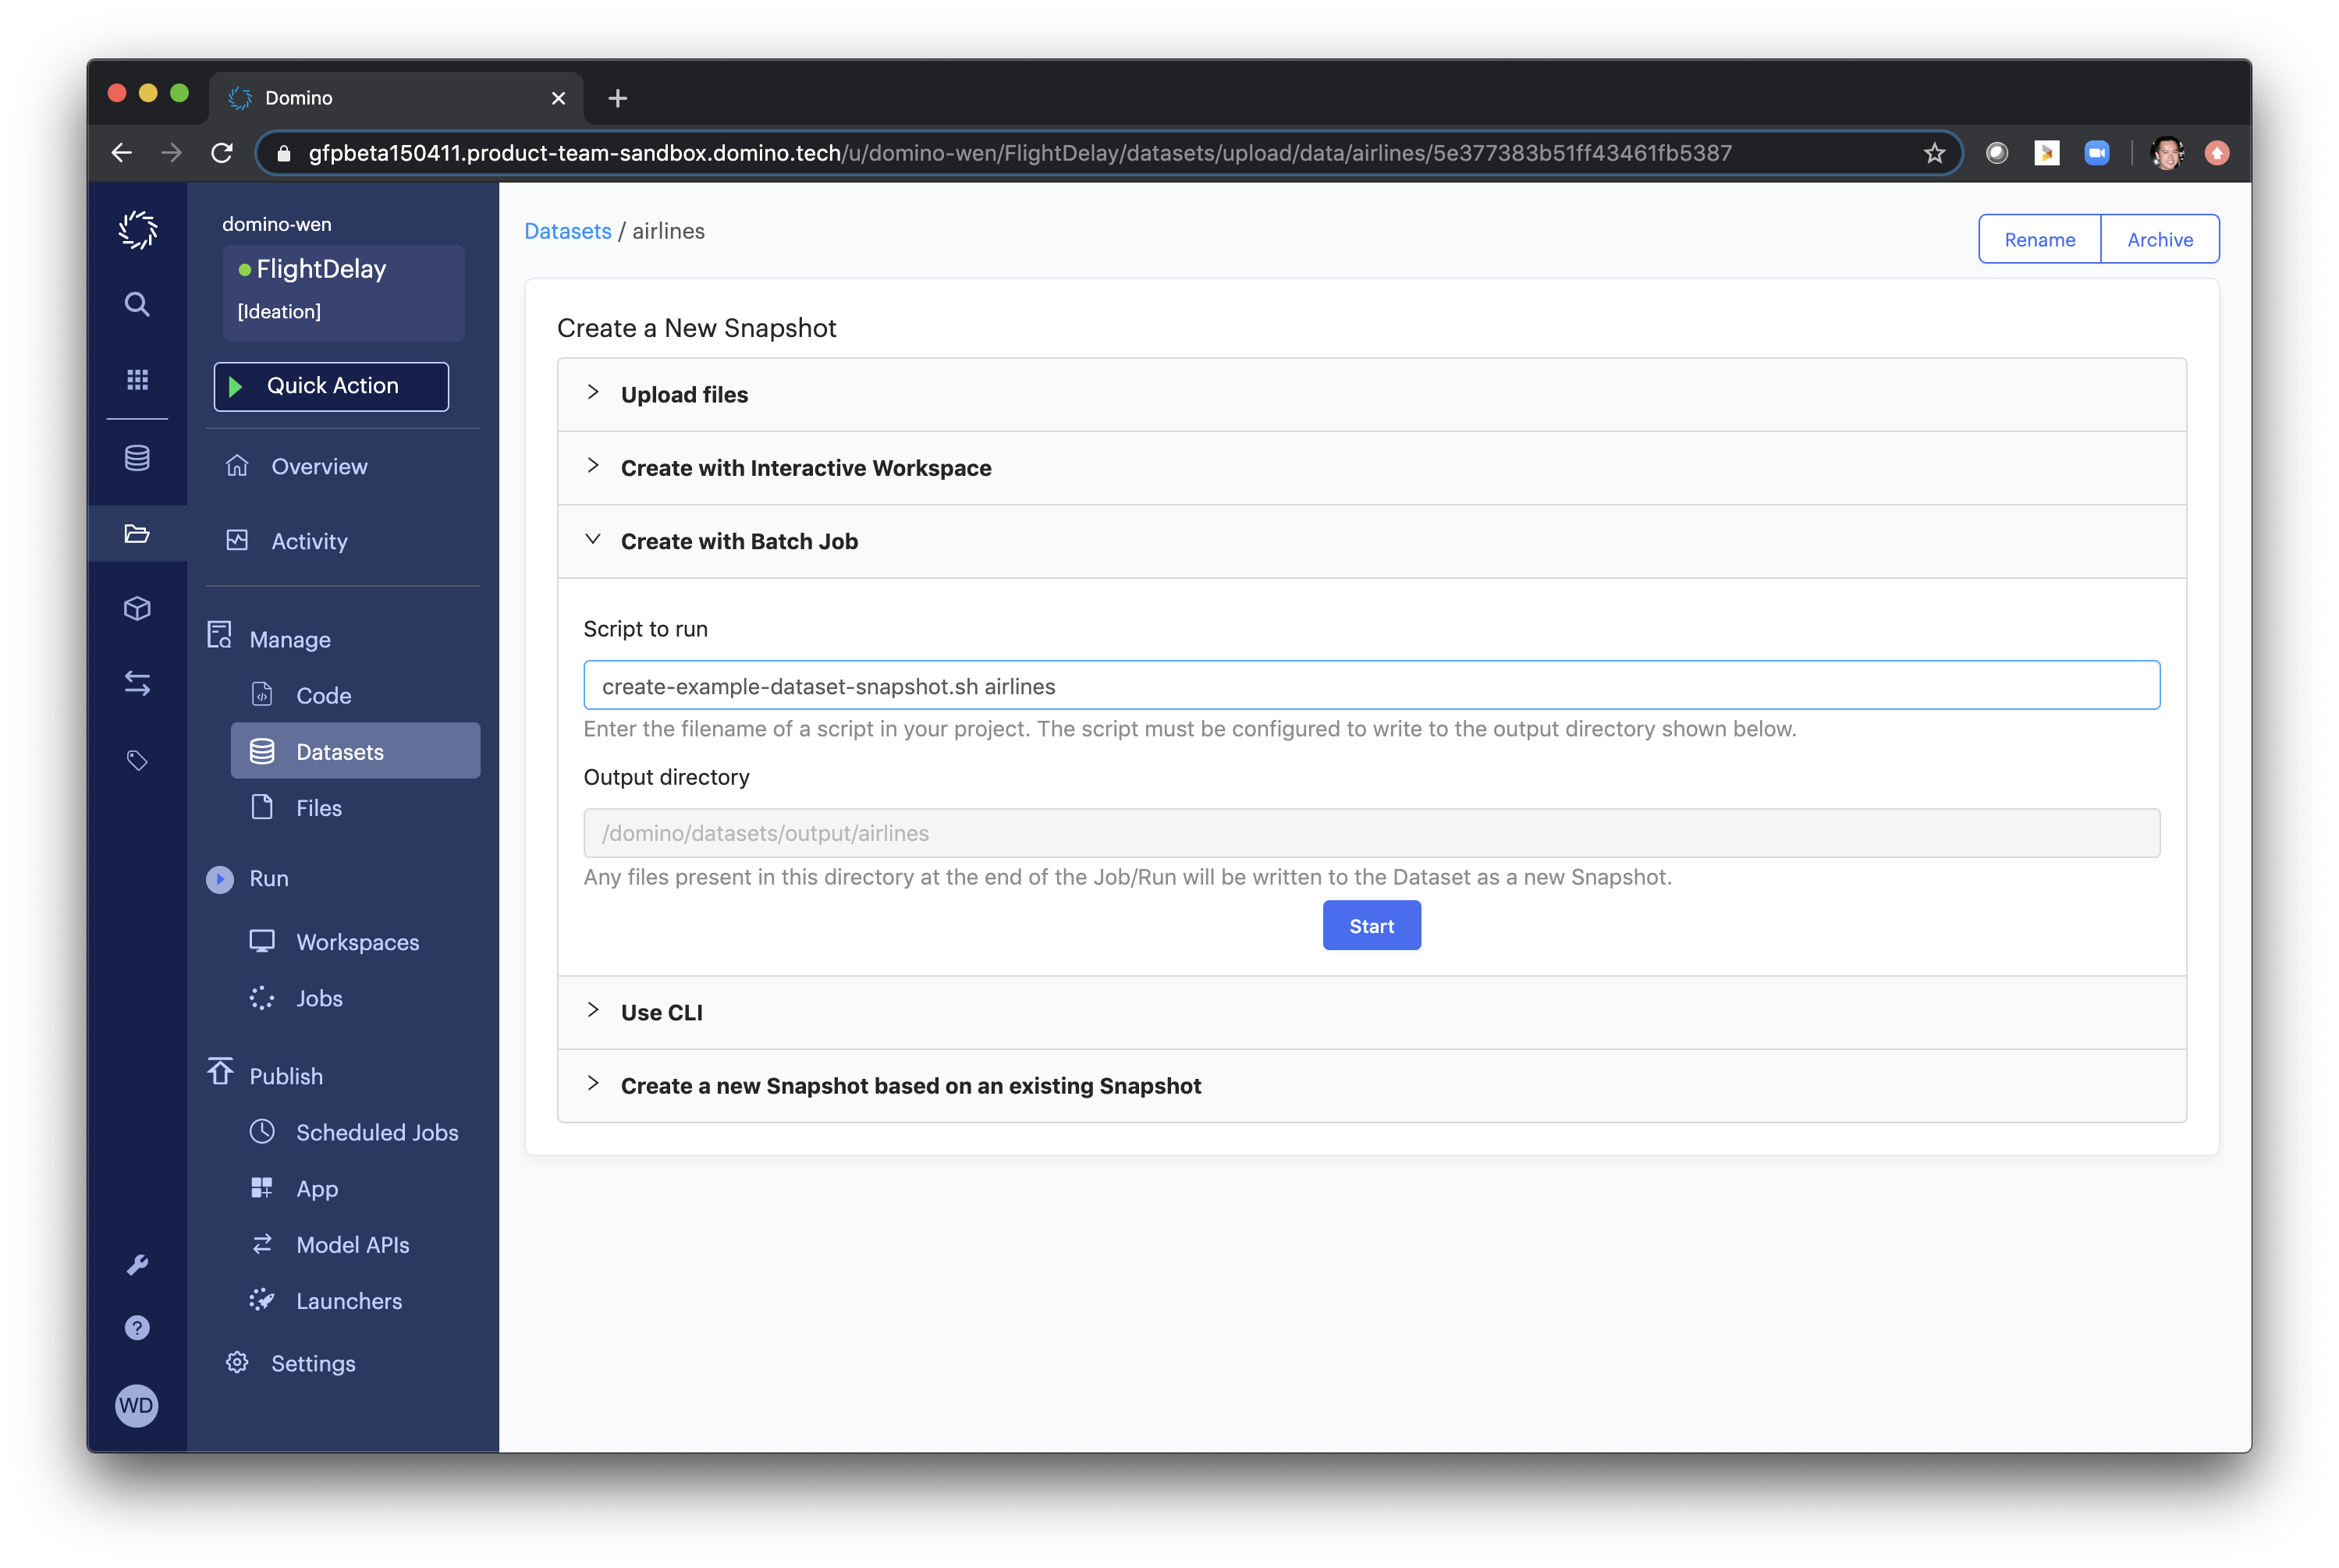 Domino
gfpbeta150411.product-team-sandbox.domino.tech/u/domino-wen/FlightDelay/datasets/upload/data/airlines/5e377383b51ff43461fb5387
domino-wen
FlightDelay
[Ideation]
Quick Action
Overview
Activity
Manage
Code
Datasets
Files
Run
Workspaces
Jobs
Publish
Scheduled Jobs
App
Model APIs
Launchers
Settings
?
WD
Datasets / airlines
Rename
Archive
Create a New Snapshot
Upload files
Create with Interactive Workspace
Create with Batch Job
Script to run
create-example-dataset-snapshot.sh airlines
Enter the filename of a script in your project. The script must be configured to write to the output directory shown below.
Output directory
/domino/datasets/output/airlines
Any files present in this directory at the end of the Job/Run will be written to the Dataset as a new Snapshot.
Start
Use CLI
Create a new Snapshot based on an existing Snapshot